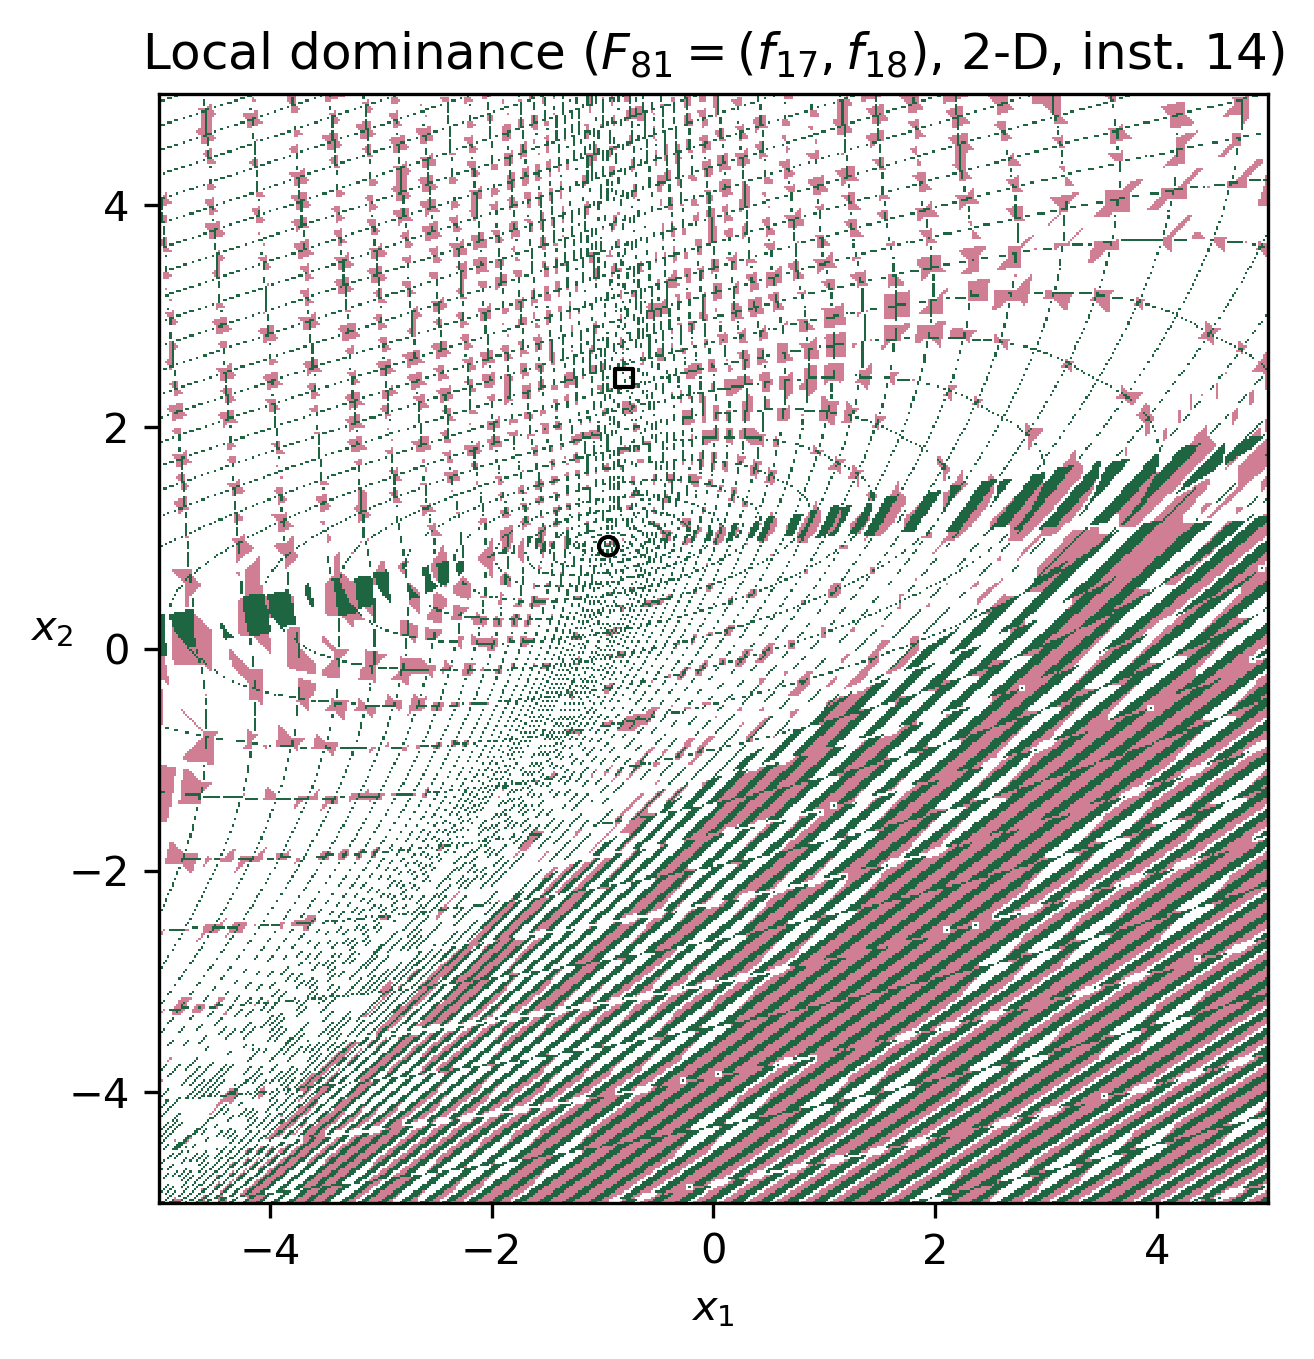 Local dominance (F₈₁ = (f₁₇, f₁₈), 2-D, inst. 14)
4
2
x₂
0
−2
−4
−4 −2 0 2 4
x₁